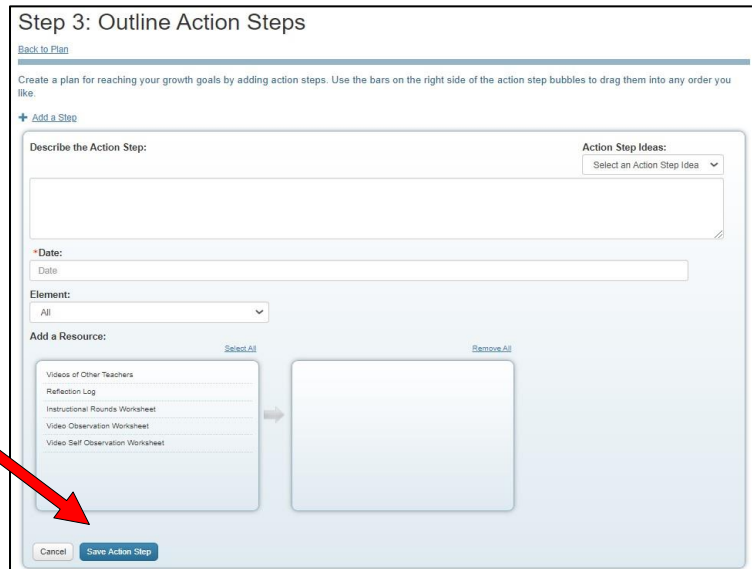 Step 3: Outline Action Steps
Back to Plan
Create a plan for reaching your growth goals by adding action steps. Use the bars on the right side of the action step bubbles to drag them into any order you
like.
+ Add a Step
Describe the Action Step:
Action Step Ideas:
Select an Action Step Idea
*Date:
Date
Element:
All
Add a Resource:
Select All
Remove All
Videos of Other Teachers
Reflection Log
Instructional Rounds Worksheet
Video Observation Worksheet
Video Self Observation Worksheet
Cancel
Save Action Step